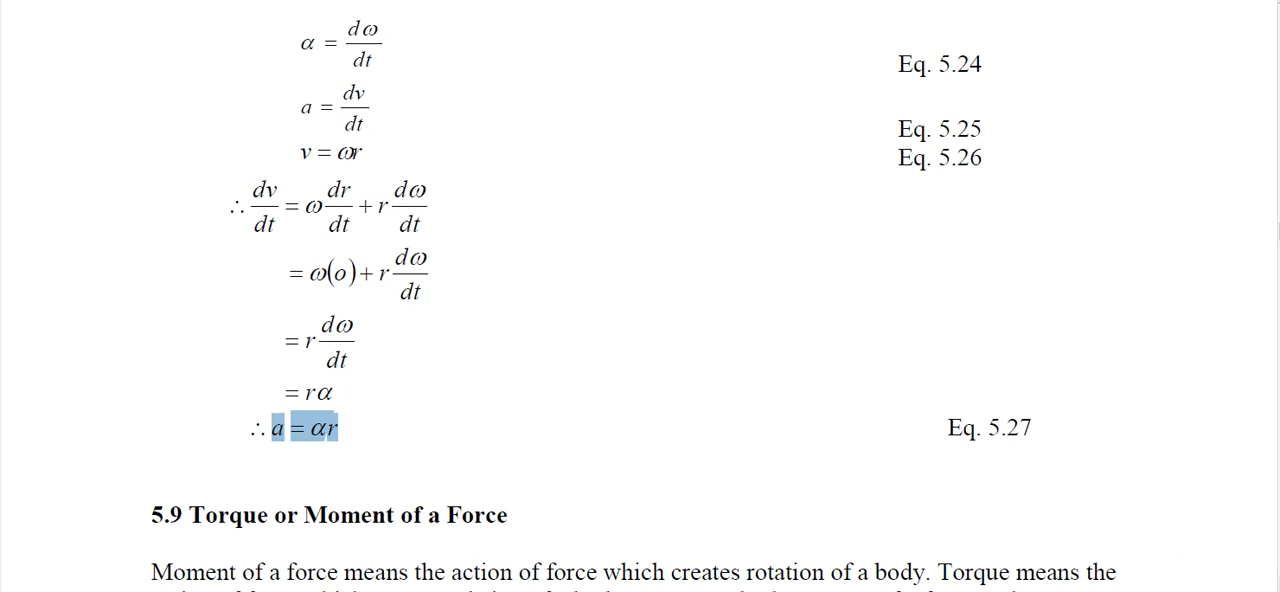 α = dω/dt Eq. 5.24
a = dv/dt Eq. 5.25
v = ωr Eq. 5.26
∴ dv/dt = ω dr/dt + r dω/dt
= ω(o) + r dω/dt
= r dω/dt
= rα
∴ a = αr Eq. 5.27
5.9 Torque or Moment of a Force
Moment of a force means the action of force which creates rotation of a body. Torque means the